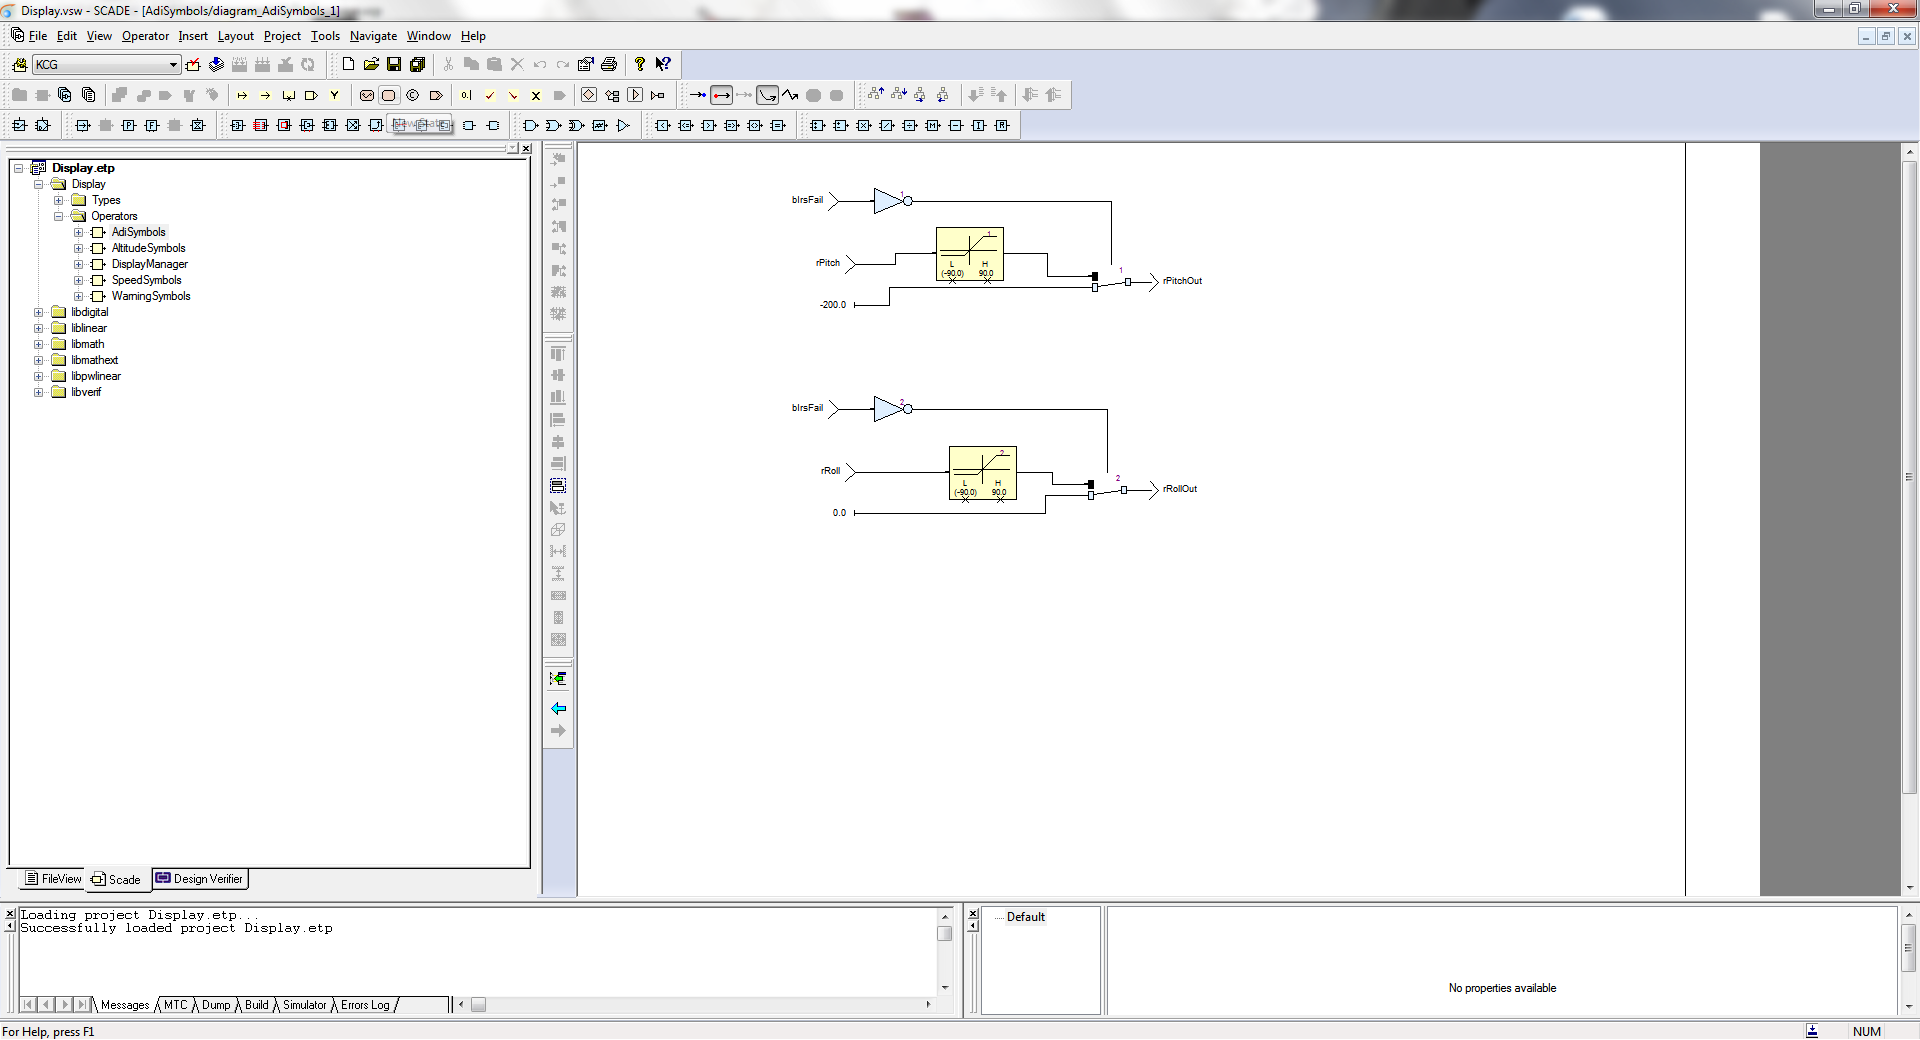 Display.vsw - SCADE - [AdiSymbols/diagram_AdiSymbols_1]
File Edit View Operator Insert Layout Project Tools Navigate Window Help
KCG
Display.etp
Display
Types
Operators
AdiSymbols
AltitudeSymbols
DisplayManager
SpeedSymbols
WarningSymbols
libdigital
liblinear
libmath
libmathext
libpwlinear
libverif
FileView Scade Design Verifier
bIrsFail
1
rPitch
1
L H
(-90.0) 90.0
-200.0
1
rPitchOut
bIrsFail
2
rRoll
2
L H
(-90.0) 90.0
0.0
2
rRollOut
Loading project Display.etp...
Successfully loaded project Display.etp
Messages MTC Dump Build Simulator Errors Log
Default
No properties available
For Help, press F1
NUM